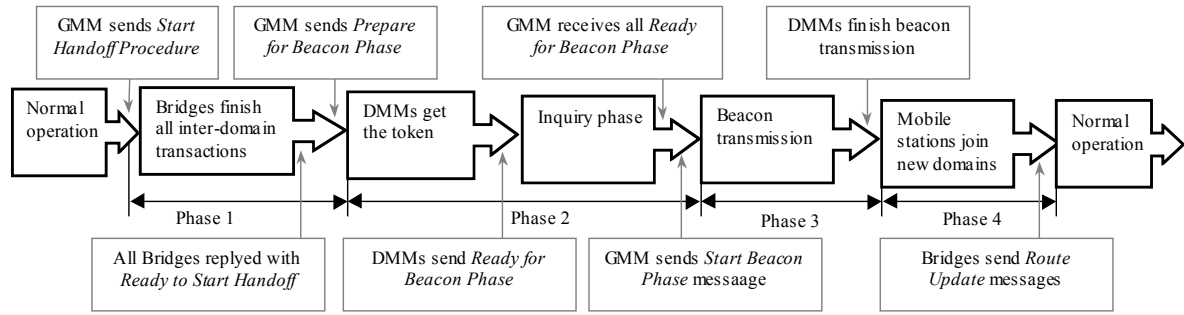 GMM sends Start
Handoff Procedure
GMM sends Prepare
for Beacon Phase
GMM receives all Ready
for Beacon Phase
DMMs finish beacon
transmission
Normal
operation
Bridges finish
all inter-domain
transactions
DMMs get
the token
Inquiry phase
Beacon
transmission
Mobile
stations join
new domains
Normal
operation
Phase 1
Phase 2
Phase 3
Phase 4
All Bridges replyed with
Ready to Start Handoff
DMMs send Ready for
Beacon Phase
GMM sends Start Beacon
Phase messaage
Bridges send Route
Update messages